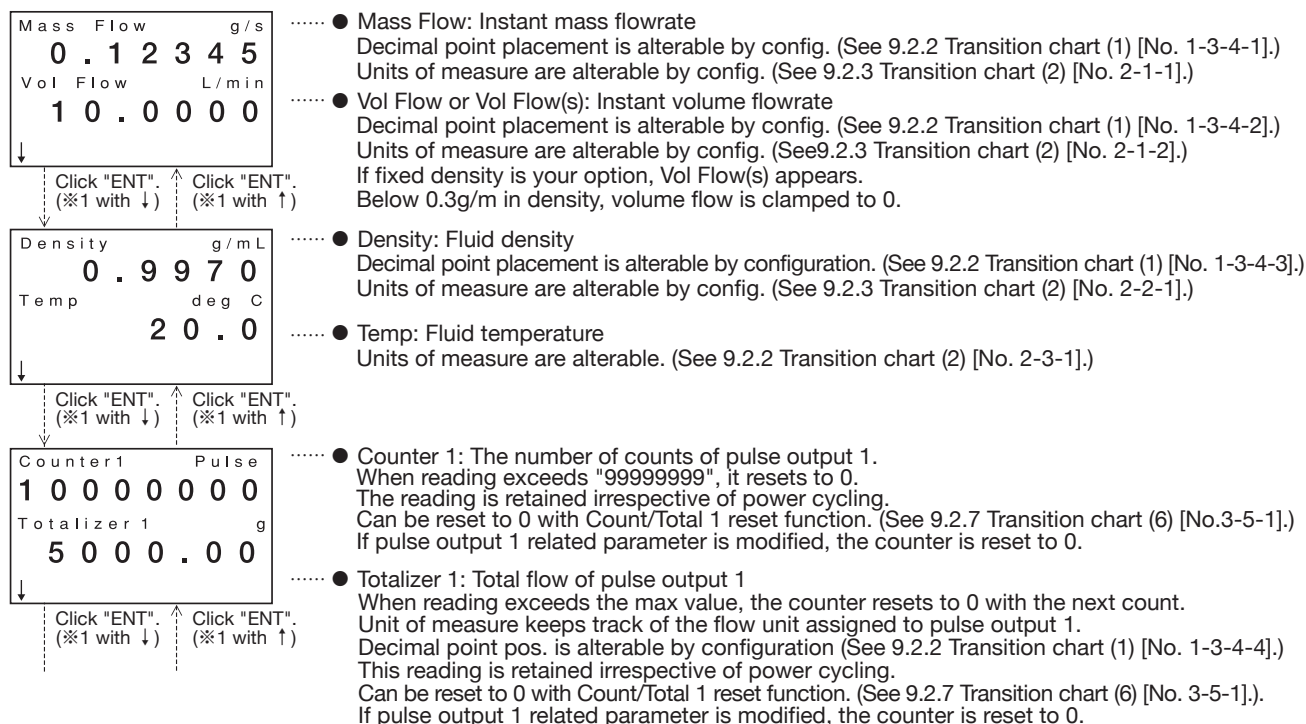 Mass Flow g/s
0.12345
Vol Flow L/min
10.0000
↓
...... ● Mass Flow: Instant mass flowrate
Decimal point placement is alterable by config. (See 9.2.2 Transition chart (1) [No. 1-3-4-1].)
Units of measure are alterable by config. (See 9.2.3 Transition chart (2) [No. 2-1-1].)
...... ● Vol Flow or Vol Flow(s): Instant volume flowrate
Decimal point placement is alterable by config. (See 9.2.2 Transition chart (1) [No. 1-3-4-2].)
Units of measure are alterable by config. (See9.2.3 Transition chart (2) [No. 2-1-2].)
If fixed density is your option, Vol Flow(s) appears.
Below 0.3g/m in density, volume flow is clamped to 0.
Click "ENT". Click "ENT".
(※1 with ↓) (※1 with ↑)
Density g/mL
0.9970
Temp deg C
20.0
↓
...... ● Density: Fluid density
Decimal point placement is alterable by configuration. (See 9.2.2 Transition chart (1) [No. 1-3-4-3].)
Units of measure are alterable by config. (See 9.2.3 Transition chart (2) [No. 2-2-1].)
...... ● Temp: Fluid temperature
Units of measure are alterable. (See 9.2.2 Transition chart (2) [No. 2-3-1].)
Click "ENT". Click "ENT".
(※1 with ↓) (※1 with ↑)
Counter1 Pulse
10000000
Totalizer 1 g
5000.00
↓
...... ● Counter 1: The number of counts of pulse output 1.
When reading exceeds "99999999", it resets to 0.
The reading is retained irrespective of power cycling.
Can be reset to 0 with Count/Total 1 reset function. (See 9.2.7 Transition chart (6) [No.3-5-1].)
If pulse output 1 related parameter is modified, the counter is reset to 0.
...... ● Totalizer 1: Total flow of pulse output 1
When reading exceeds the max value, the counter resets to 0 with the next count.
Unit of measure keeps track of the flow unit assigned to pulse output 1.
Decimal point pos. is alterable by configuration (See 9.2.2 Transition chart (1) [No. 1-3-4-4].)
This reading is retained irrespective of power cycling.
Can be reset to 0 with Count/Total 1 reset function. (See 9.2.7 Transition chart (6) [No. 3-5-1].).
If pulse output 1 related parameter is modified, the counter is reset to 0.
Click "ENT". Click "ENT".
(※1 with ↓) (※1 with ↑)